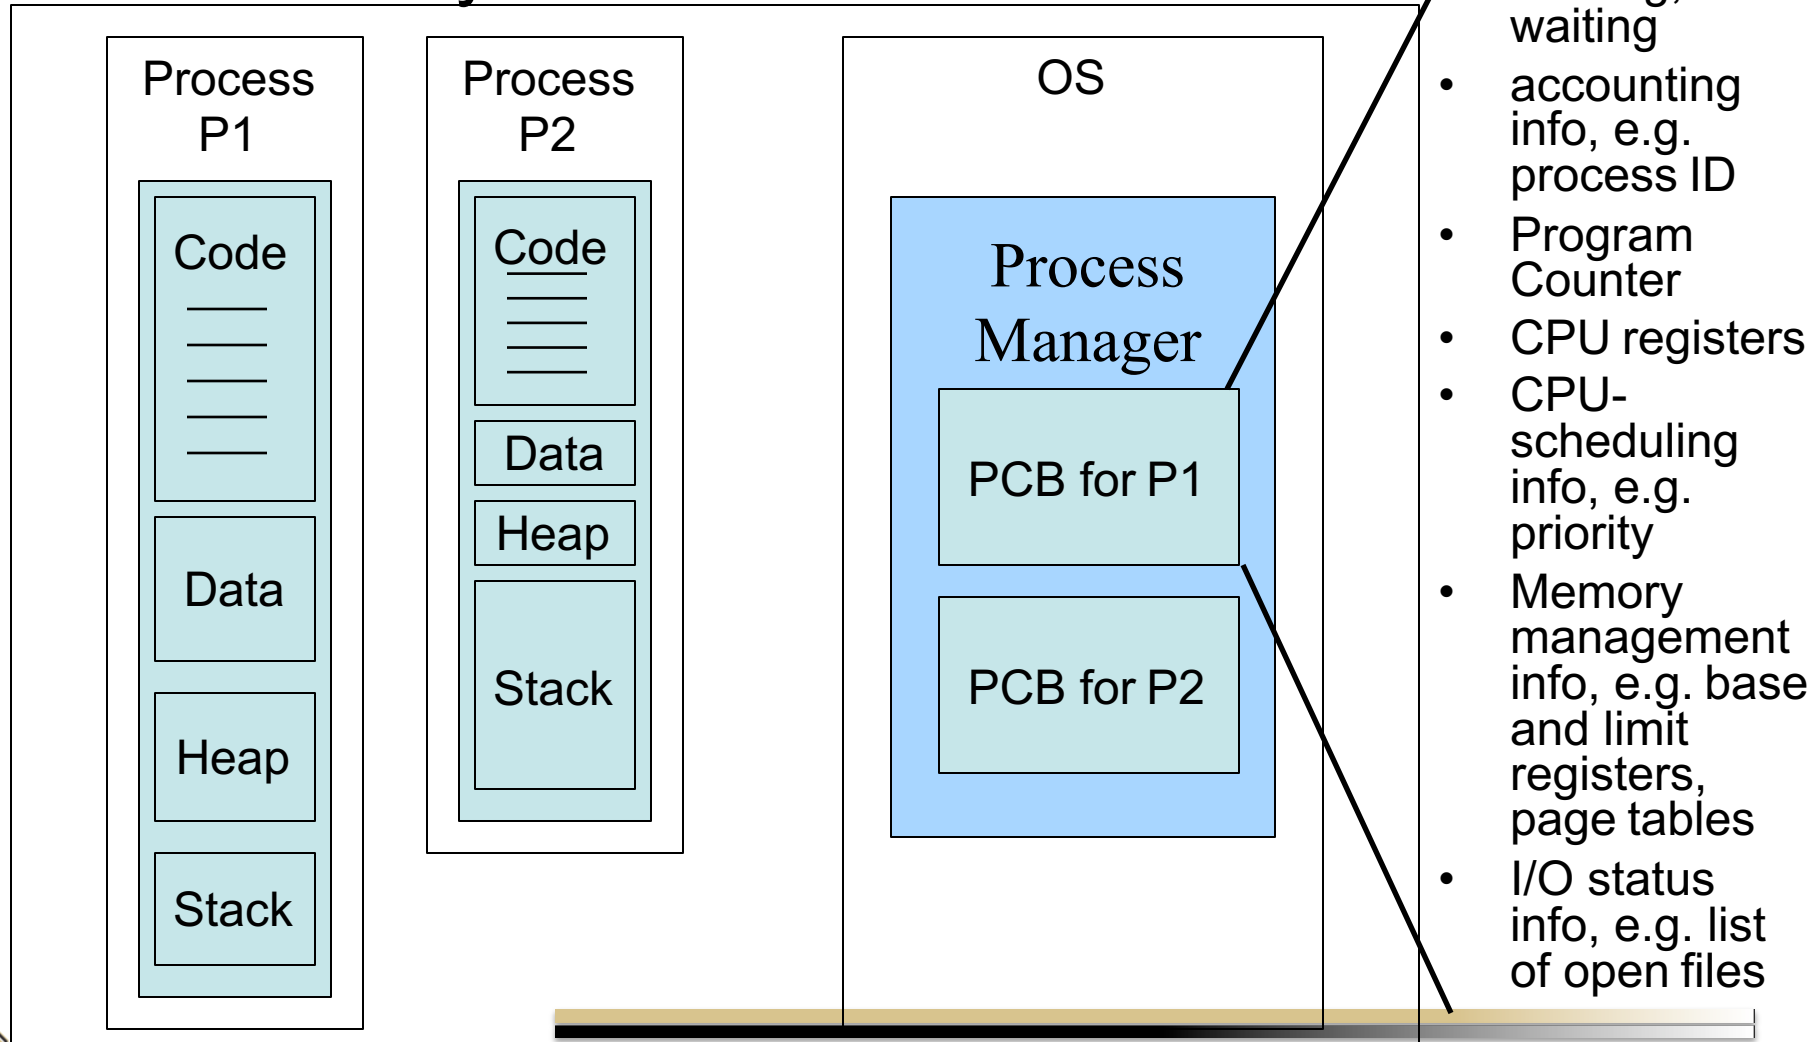 Process
P1
Code
Data
Heap
Stack
Process
P2
Code
Data
Heap
Stack
OS
Process
Manager
PCB for P1
PCB for P2
waiting
• accounting
info, e.g.
process ID
• Program
Counter
• CPU registers
• CPU-
scheduling
info, e.g.
priority
• Memory
management
info, e.g. base
and limit
registers,
page tables
• I/O status
info, e.g. list
of open files